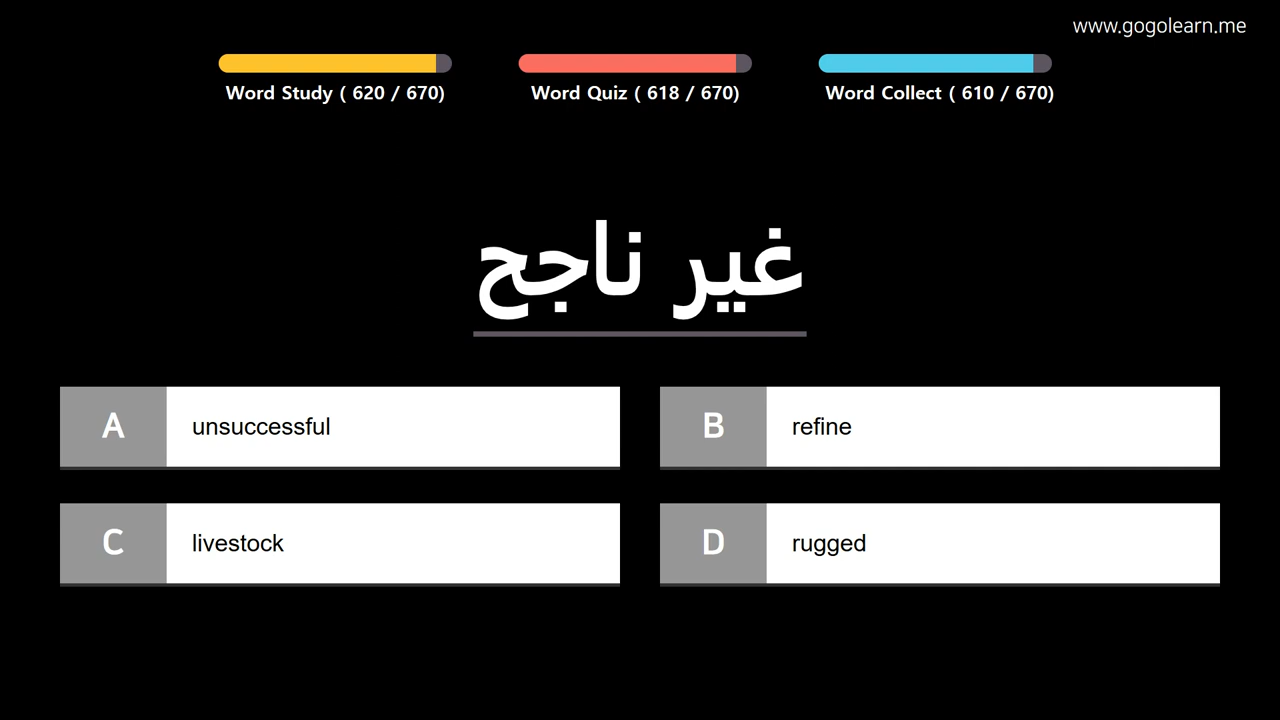 www.gogolearn.me
Word Study ( 620 / 670)
Word Quiz ( 618 / 670)
Word Collect ( 610 / 670)
غير ناجح
A unsuccessful
B refine
C livestock
D rugged